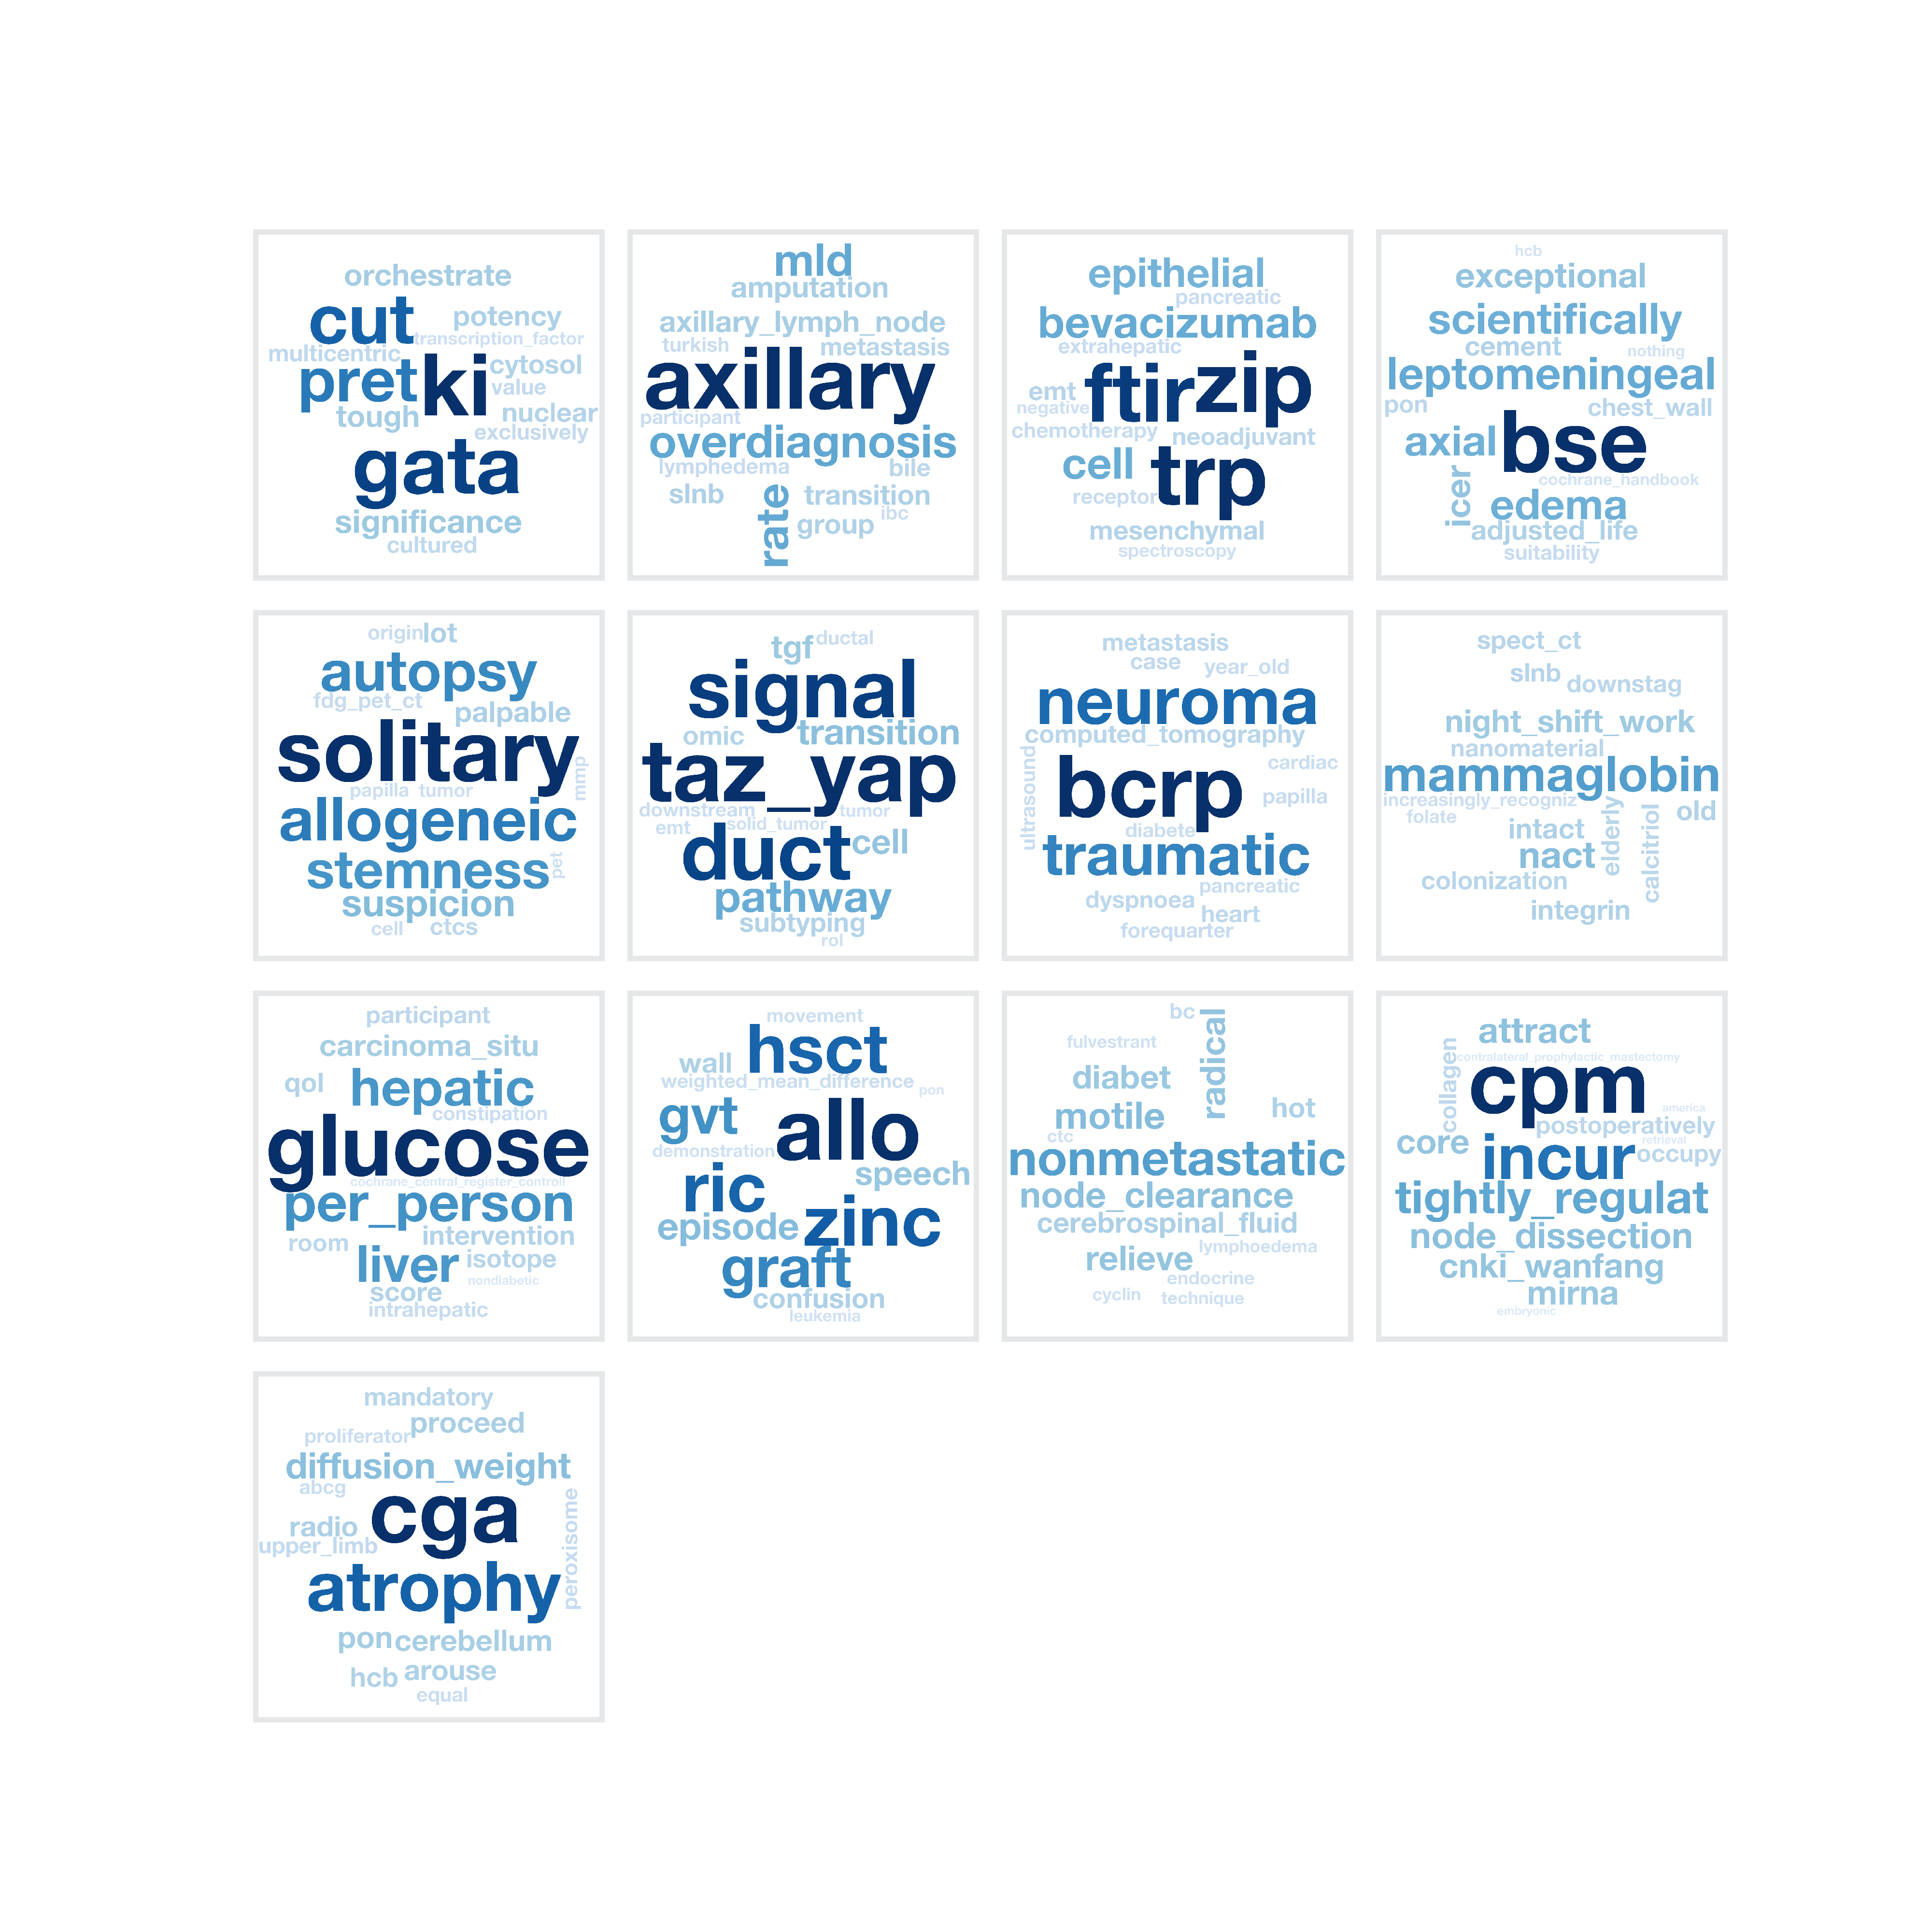 orchestrate
cut
potency
transcription_factor
multicentric
cytosol
pret
ki
value
tough
nuclear
exclusively
gata
significance
cultured
mld
amputation
axillary_lymph_node
turkish
metastasis
axillary
participant
overdiagnosis
lymphedema
bile
slnb
rate
transition
group
ibc
epithelial
pancreatic
bevacizumab
extrahepatic
emt
ftir
zip
negative
chemotherapy
neoadjuvant
cell
trp
receptor
mesenchymal
spectroscopy
hcb
exceptional
scientifically
cement
nothing
leptomeningeal
pon
chest_wall
axial
bse
cochrane_handbook
icer
edema
adjusted_life
suitability
origin
lot
autopsy
fdg_pet_ct
palpable
solitary
mmp
papilla
tumor
allogeneic
stemness
pet
suspicion
cell
ctcs
tgf
ductal
signal
omic
transition
taz_yap
downstream
tumor
emt
solid_tumor
duct
cell
pathway
subtyping
rol
metastasis
case
year_old
neuroma
computed_tomography
ultrasound
cardiac
bcrp
papilla
diabete
traumatic
pancreatic
dyspnoea
heart
forequarter
spect_ct
slnb
downstag
night_shift_work
nanomaterial
mammaglobin
increasingly_recogniz
folate
old
intact
elderly
calcitriol
nact
colonization
integrin
participant
carcinoma_situ
qol
hepatic
constipation
glucose
cochrane_central_register_controll
per_person
intervention
room
liver
isotope
nondiabetic
score
intrahepatic
movement
hsct
wall
weighted_mean_difference
pon
gvt
allo
demonstration
ric
speech
episode
zinc
graft
confusion
leukemia
bc
radical
fulvestrant
diabet
motile
hot
ctc
nonmetastatic
node_clearance
cerebrospinal_fluid
relieve
lymphoedema
endocrine
cyclin
technique
attract
collagen
contralateral_prophylactic_mastectomy
cpm
america
postoperatively
core
incur
retrieval
occupy
tightly_regulat
node_dissection
cnki_wanfang
mirna
embryonic
mandatory
proceed
proliferator
diffusion_weight
abcg
cga
radio
upper_limb
peroxisome
atrophy
pon
cerebellum
hcb
arouse
equal